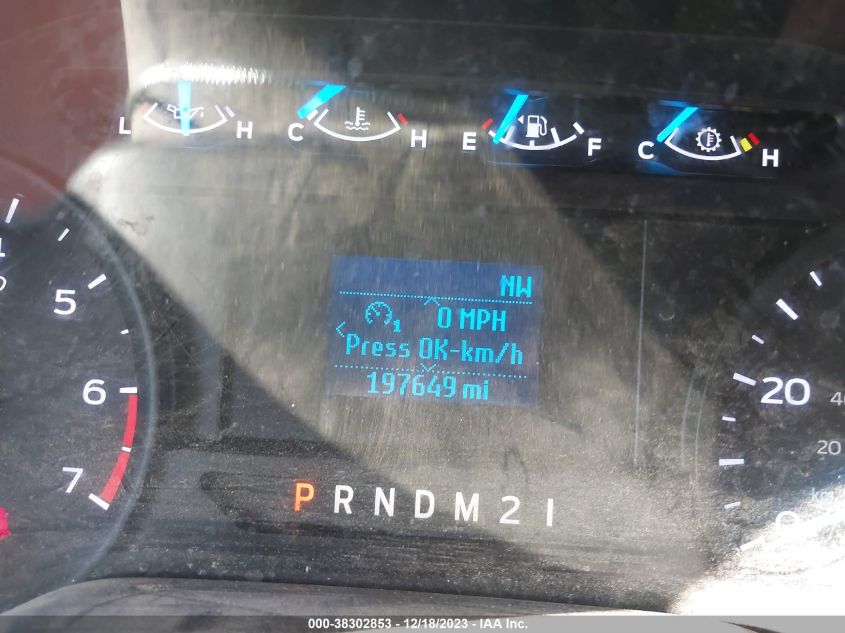 L H C H E F C H
NW
1 0 MPH
5
Press OK-km/h
6
197649 mi
20
20
7
P R N D M 2 1
000-38302853 - 12/18/2023 - IAA Inc.